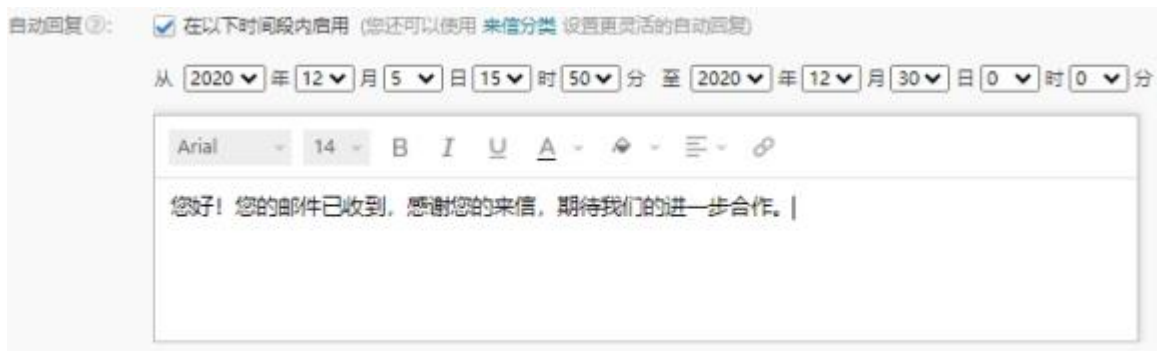 自动回复?: 在以下时间段内启用 (您还可以使用 来信分类 设置更灵活的自动回复)
从 2020 年 12 月 5 日 15 时 50 分 至 2020 年 12 月 30 日 0 时 0 分
Arial 14 B I U A
您好！您的邮件已收到，感谢您的来信，期待我们的进一步合作。